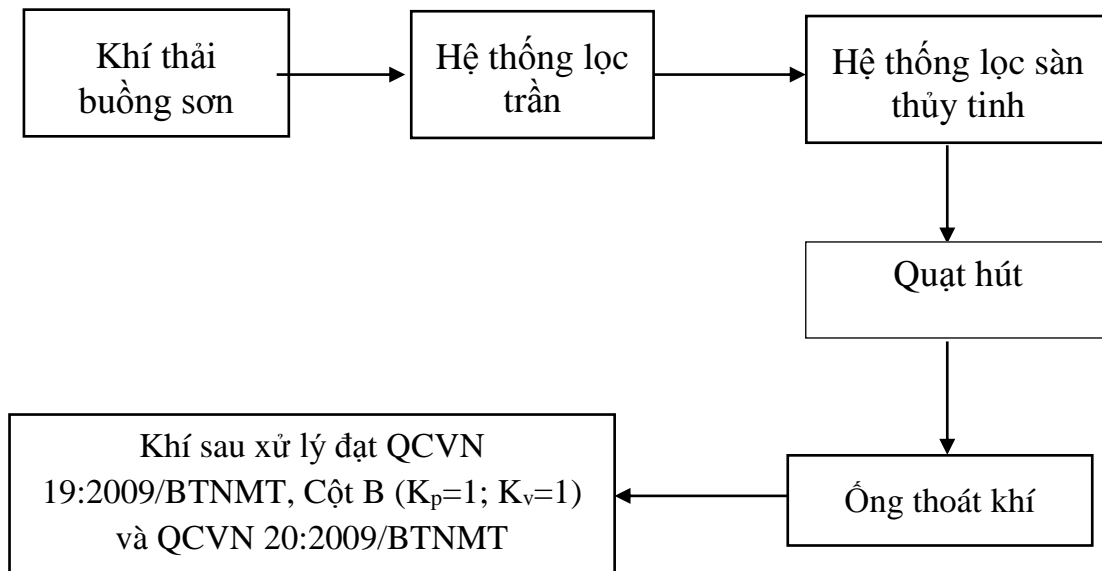 Khí thải
buồng sơn
Hệ thống lọc
trần
Hệ thống lọc sàn
thủy tinh
Quạt hút
Ống thoát khí
Khí sau xử lý đạt QCVN
19:2009/BTNMT, Cột B (Kₚ=1; Kᵥ=1)
và QCVN 20:2009/BTNMT